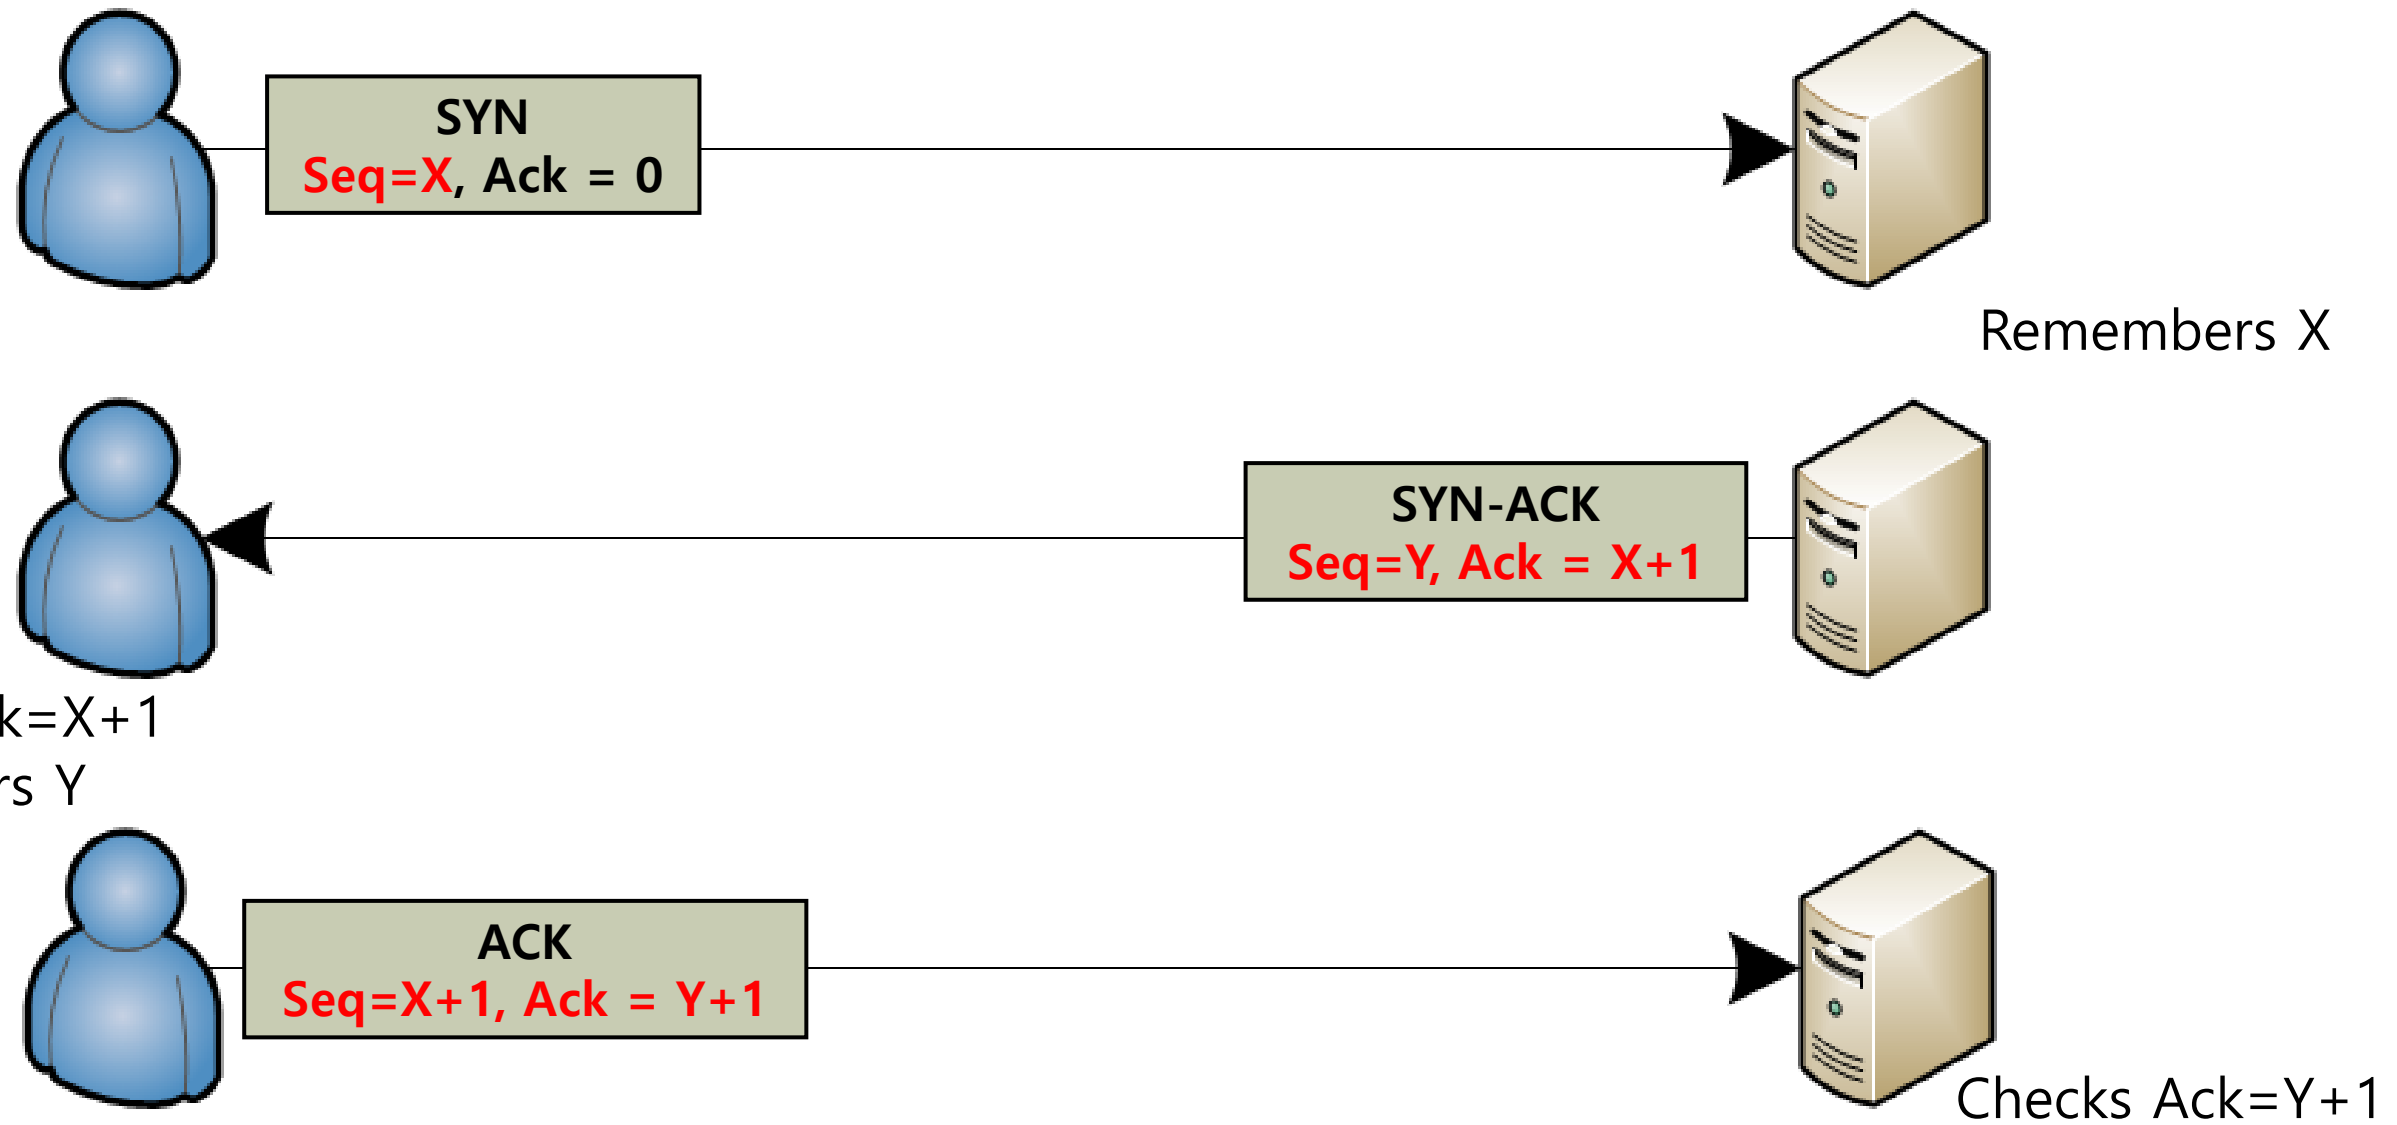 SYN
Seq=X, Ack = 0
Remembers X
SYN-ACK
Seq=Y, Ack = X+1
k=X+1
rs Y
ACK
Seq=X+1, Ack = Y+1
Checks Ack=Y+1